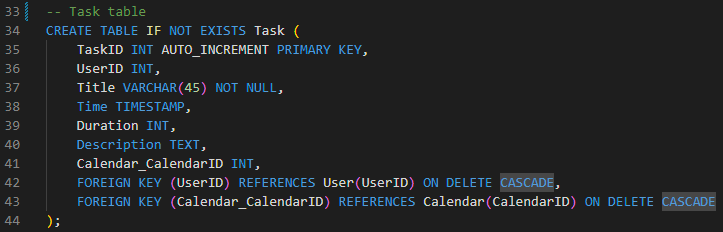 33 -- Task table
34 CREATE TABLE IF NOT EXISTS Task (
35 TaskID INT AUTO_INCREMENT PRIMARY KEY,
36 UserID INT,
37 Title VARCHAR(45) NOT NULL,
38 Time TIMESTAMP,
39 Duration INT,
40 Description TEXT,
41 Calendar_CalendarID INT,
42 FOREIGN KEY (UserID) REFERENCES User(UserID) ON DELETE CASCADE,
43 FOREIGN KEY (Calendar_CalendarID) REFERENCES Calendar(CalendarID) ON DELETE CASCADE
44 );